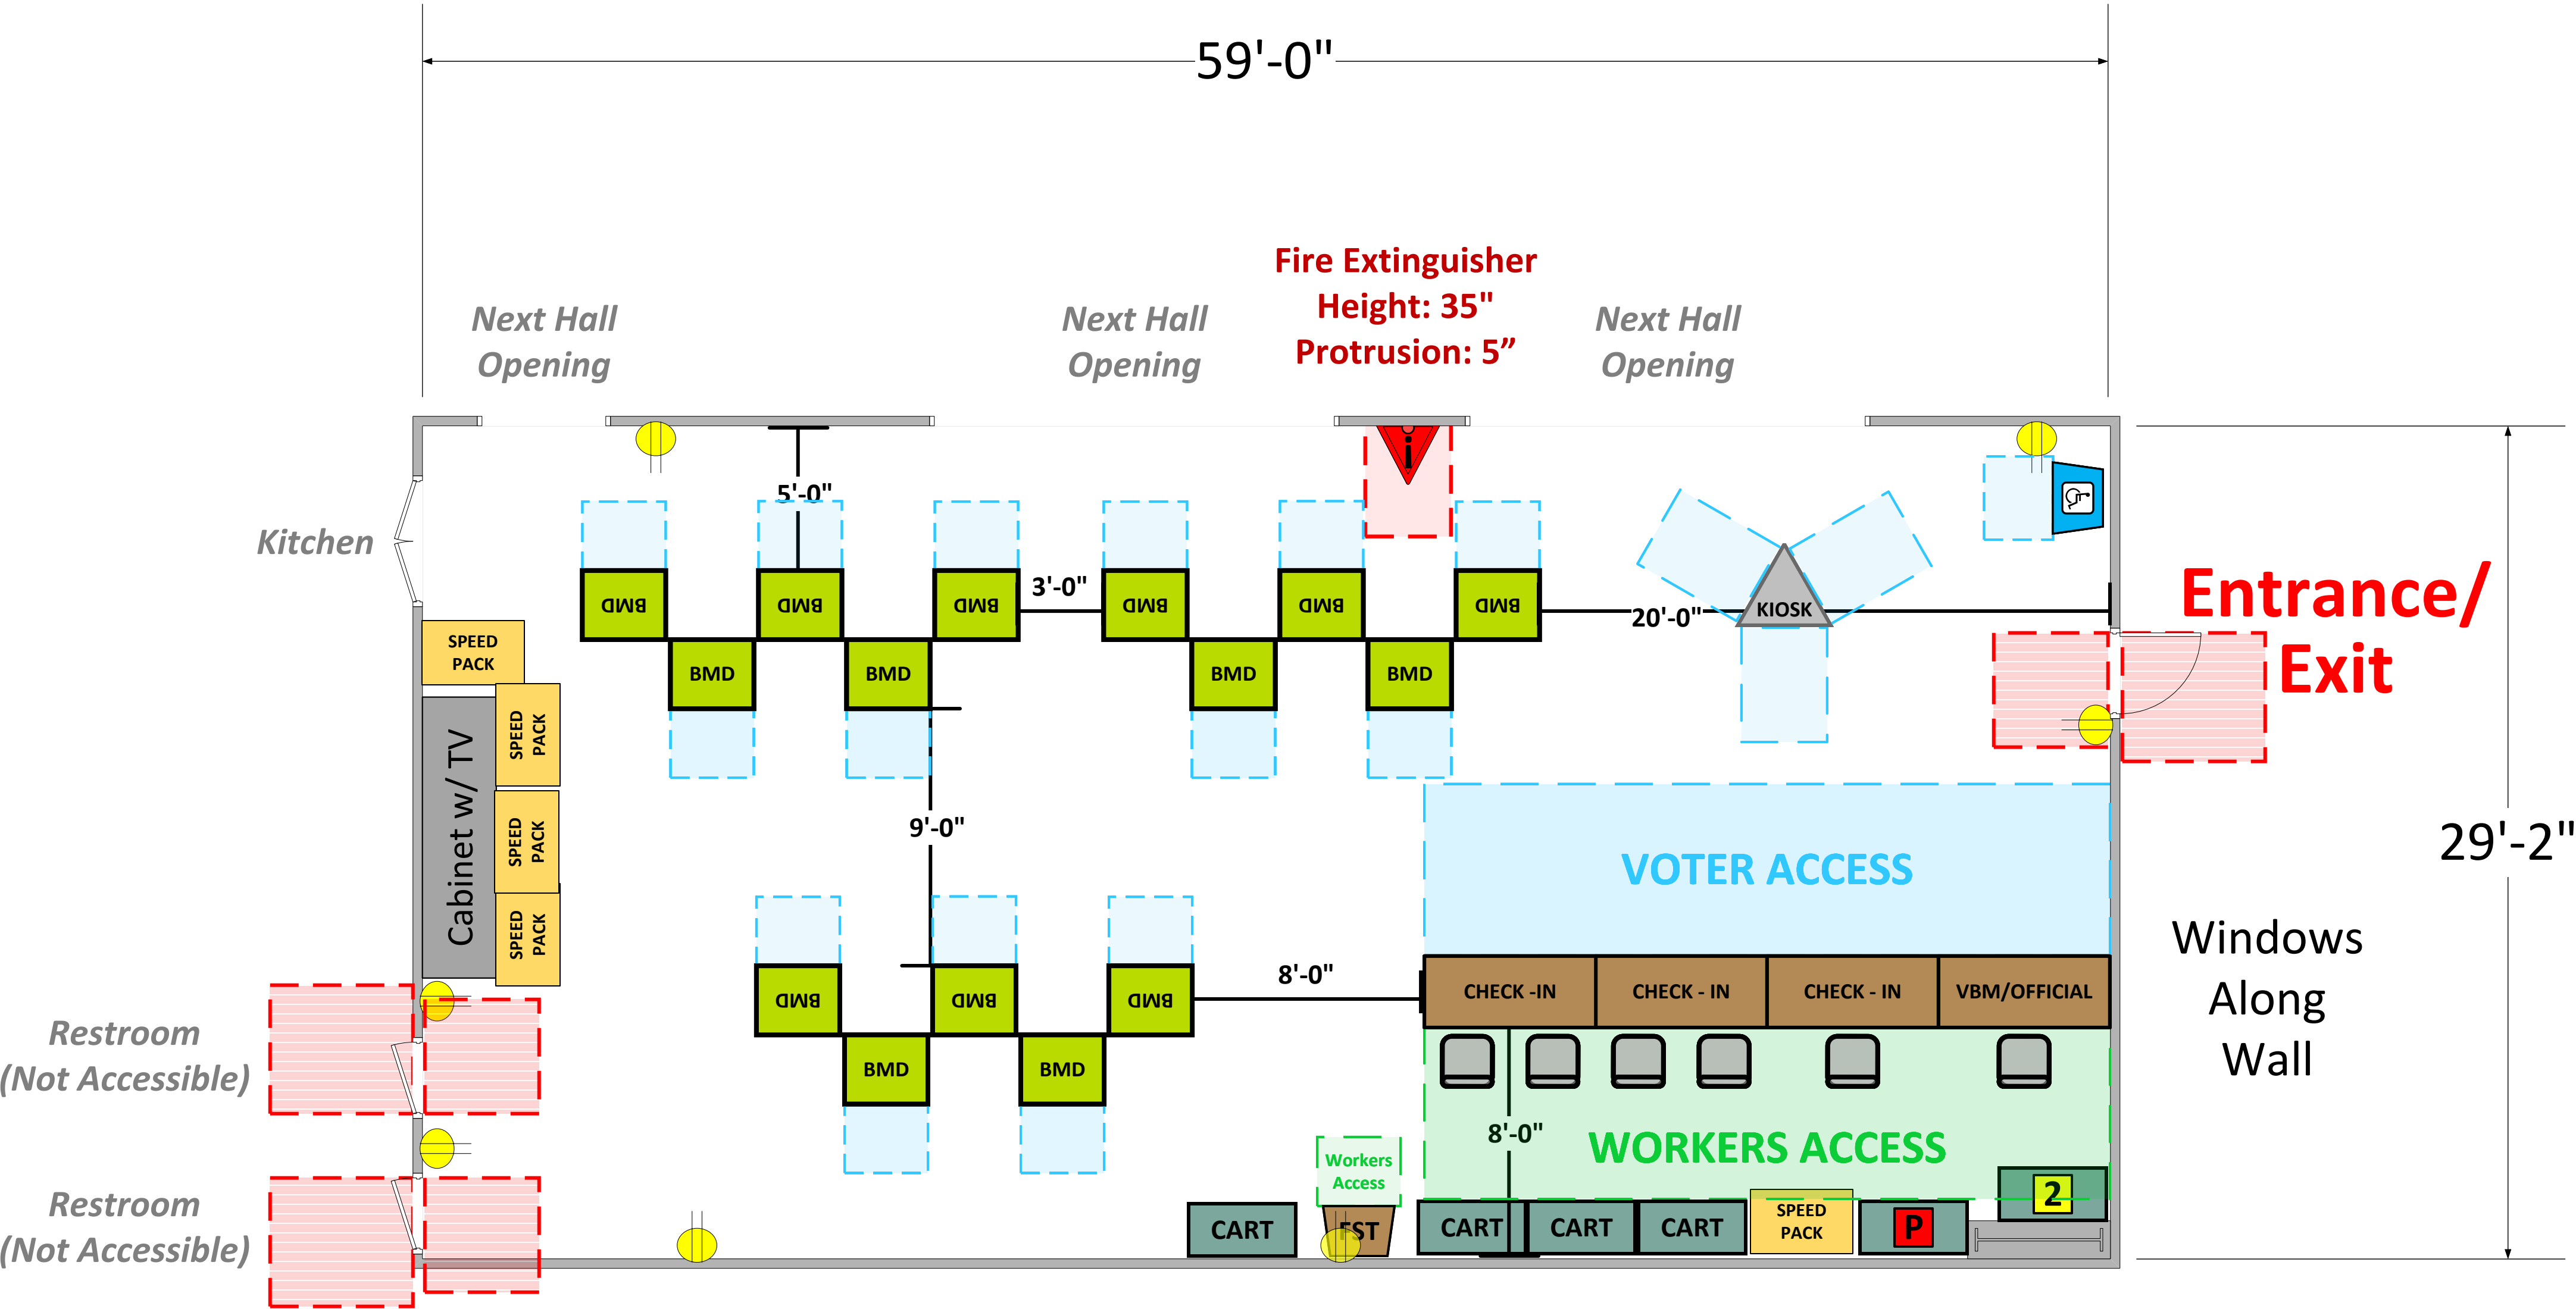 59'-0"
Fire Extinguisher
Height: 35"
Protrusion: 5”
Next Hall
Opening
Next Hall
Opening
Next Hall
Opening
5'-0"
Kitchen
BMD
BMD
BMD
3'-0"
BMD
BMD
BMD
20'-0"
KIOSK
Entrance/
Exit
SPEED
PACK
BMD
BMD
BMD
BMD
Cabinet w/ TV
SPEED
PACK
SPEED
PACK
SPEED
PACK
9'-0"
VOTER ACCESS
29'-2"
Windows
Along
Wall
BMD
BMD
BMD
8'-0"
CHECK -IN
CHECK - IN
CHECK - IN
VBM/OFFICIAL
Restroom
(Not Accessible)
BMD
BMD
8'-0"
WORKERS ACCESS
Workers
Access
Restroom
(Not Accessible)
CART
FST
CART
CART
CART
SPEED
PACK
P
2